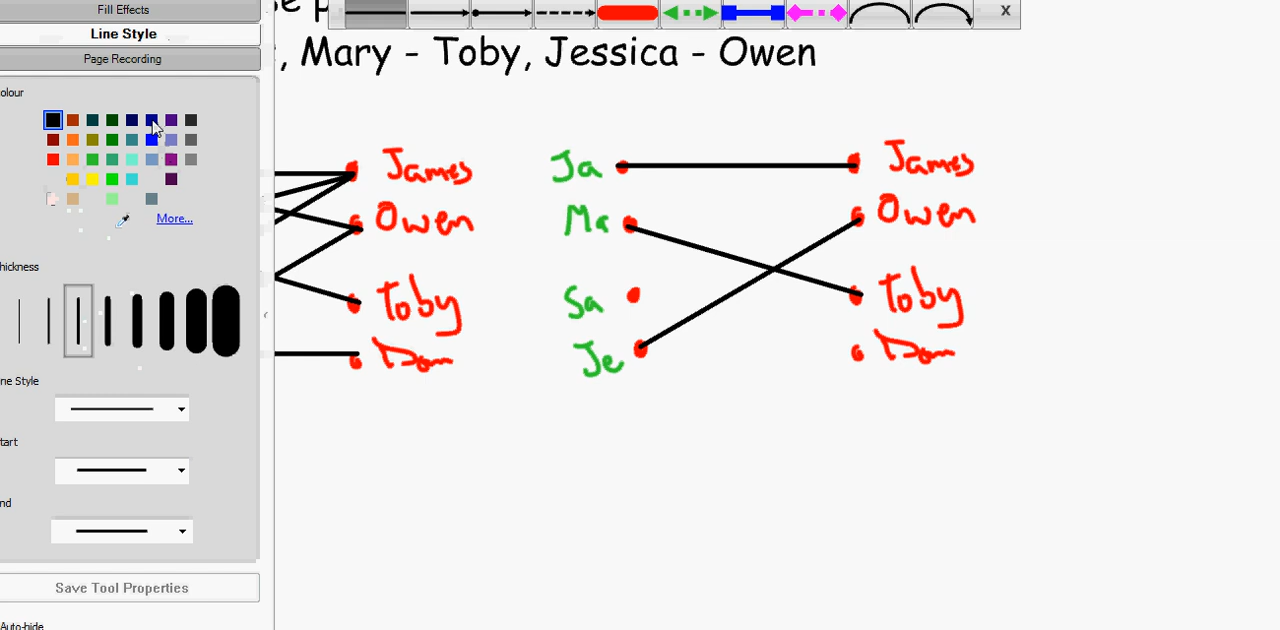 Fill Effects
Line Style
Page Recording
X
, Mary - Toby, Jessica - Owen
olour
More...
hickness
ne Style
tart
nd
Save Tool Properties
Auto-hide
James
Owen
Toby
Dom
Ja
Ma
Sa
Je
James
Owen
Toby
Dom